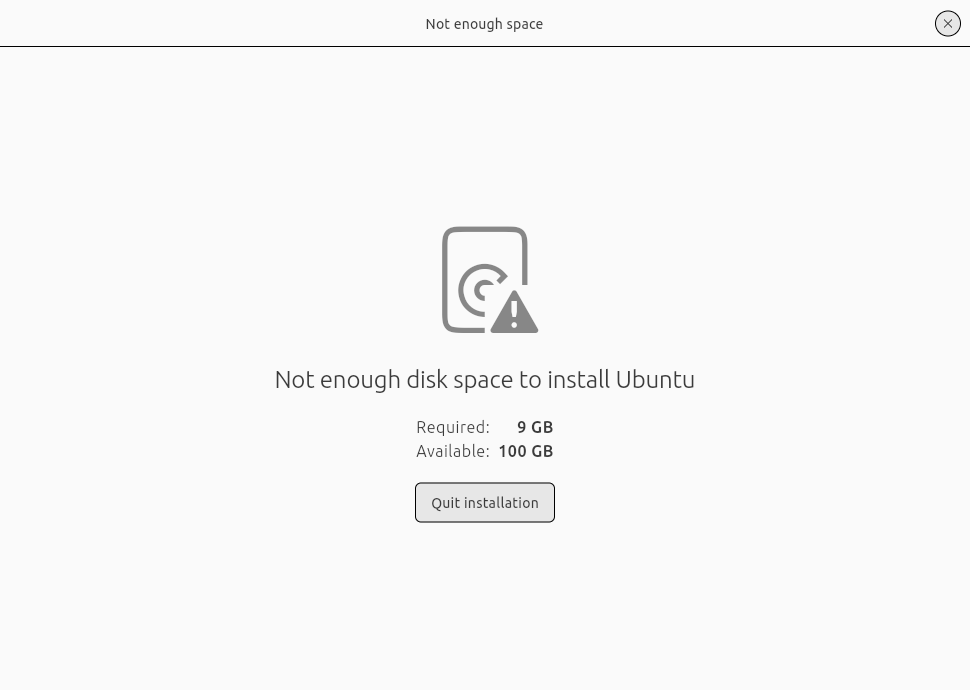 Not enough space
Not enough disk space to install Ubuntu
Required: 9 GB
Available: 100 GB
Quit installation